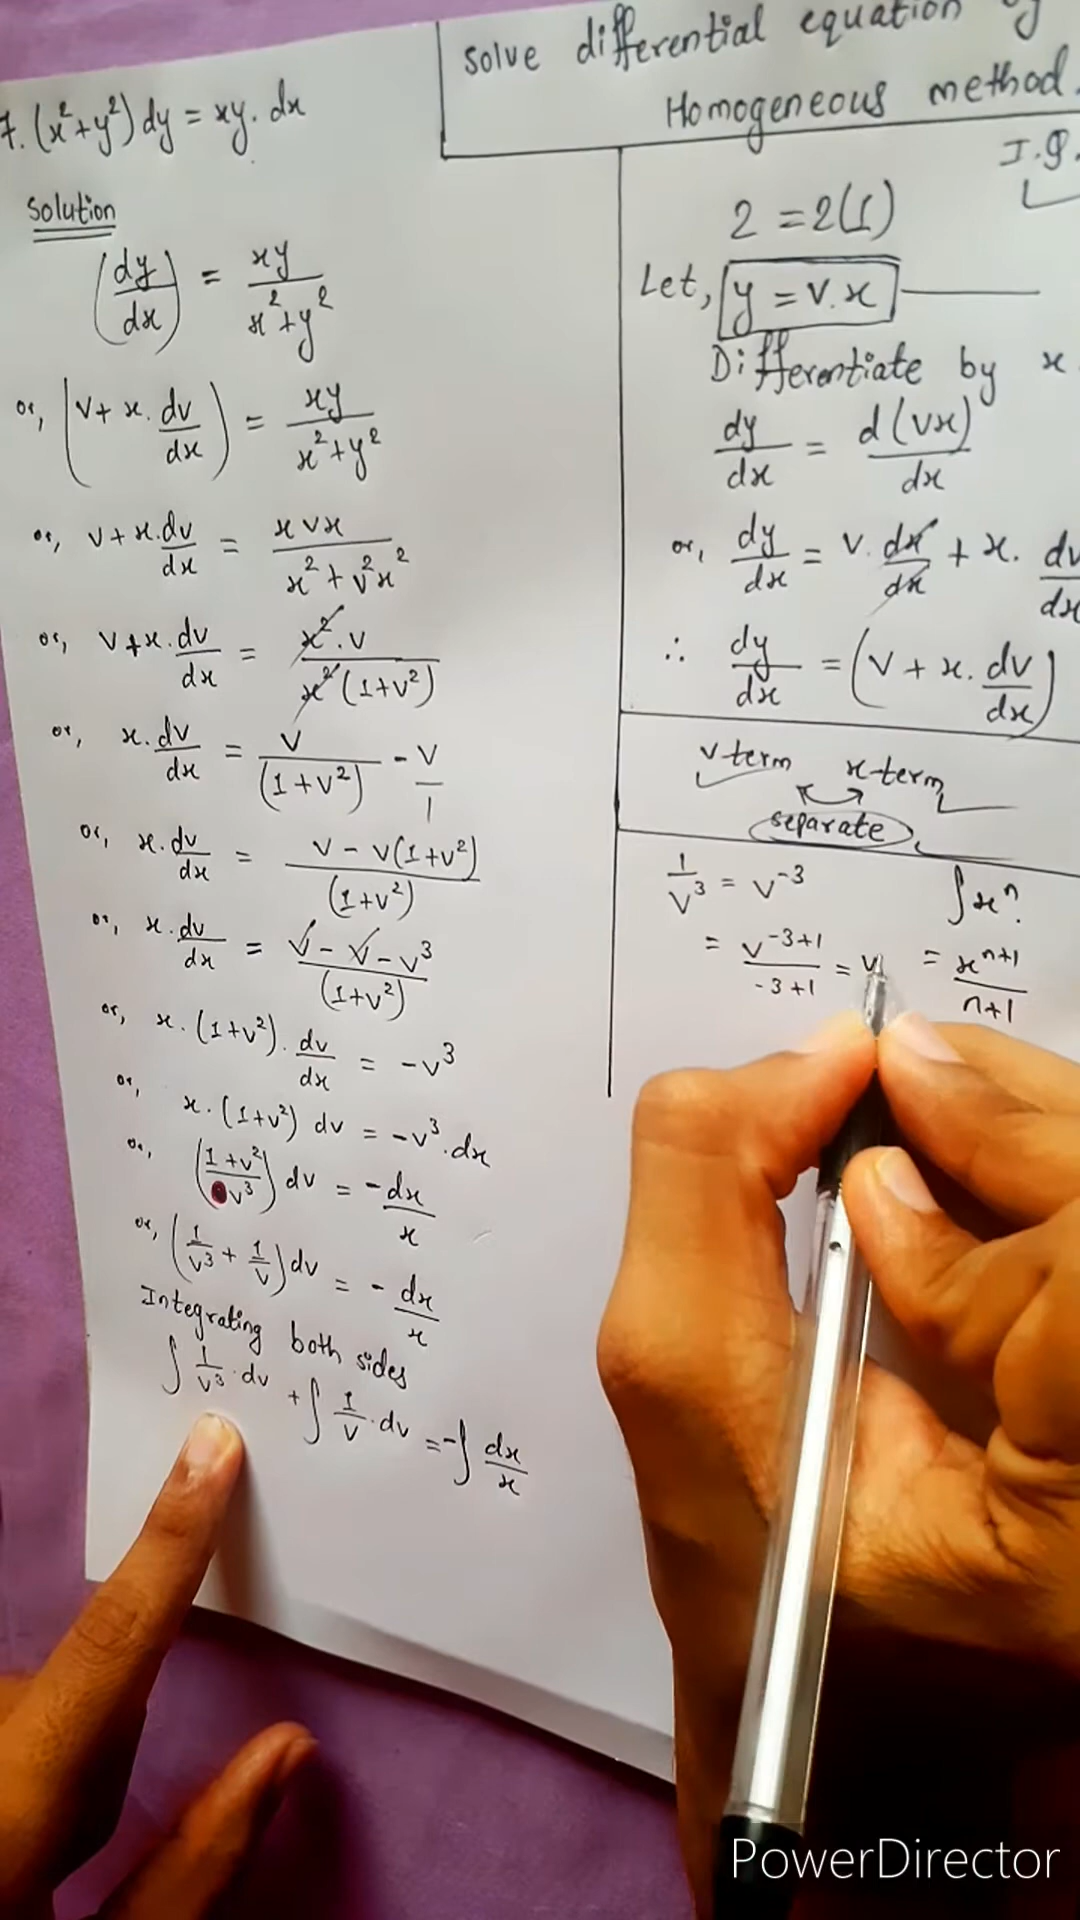 solve differential equation by
Homogeneous method.
7. (x²+y²) dy = xy. dx
Solution
(dy/dx) = xy/x²+y²
or, (v+ x. dv/dx) = xy/x²+y²
or, v + x. dv/dx = x v x/x² + v² x²
or, v + x. dv/dx = x². v/x² (1+v²)
or, x. dv/dx = v/(1+v²) - v/1
or, x. dv/dx = v - v(1+v²)/(1+v²)
or, x. dv/dx = v - v - v³/(1+v²)
or, x. (1+v²). dv/dx = -v³
or, x. (1+v²) dv = -v³. dx
or, (1+v²/v³) dv = -dx/x
or, (1/v³ + 1/v) dv = - dx/x
Integrating both sides
∫ 1/v³ . dv + ∫ 1/v . dv = -∫ dx/x
2 = 2(1)
Let, y = v. x
Differentiate by x
dy/dx = d(vx)/dx
or, dy/dx = v. dx/dx + x. dv/dx
∴ dy/dx = (v + x. dv/dx)
v term x-term
separate
1/v³ = v⁻³
= v⁻³⁺¹/-3+1 = v
∫xⁿ.
= xⁿ⁺¹/n+1
PowerDirector